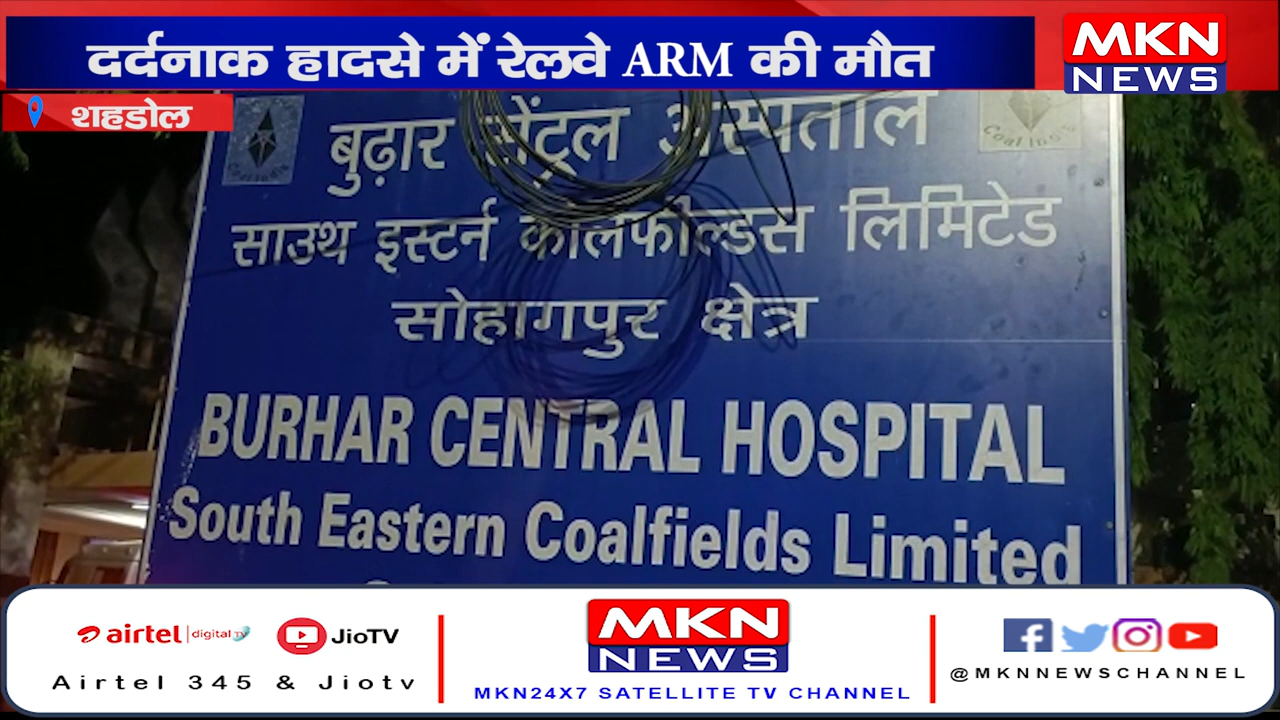 दर्दनाक हादसे में रेलवे ARM की मौत
MKN
NEWS
शहडोल
Coal India
बुढ़ार सेंट्रल अस्पताल
साउथ इस्टर्न कोलफील्डस लिमिटेड
सोहागपुर क्षेत्र
BURHAR CENTRAL HOSPITAL
South Eastern Coalfields Limited
airtel digital TV
JioTV
Airtel 345 & Jiotv
MKN
NEWS
MKN24X7 SATELLITE TV CHANNEL
@MKNNEWSCHANNEL